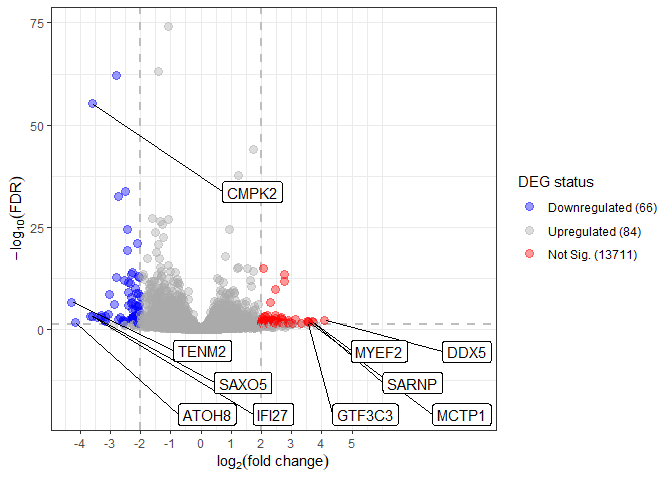 75
50
25
0
−log10(FDR)
CMPK2
TENM2
MYEF2
DDX5
SAXO5
SARNP
ATOH8
IFI27
GTF3C3
MCTP1
-4 -3 -2 -1 0 1 2 3 4 5
log2(fold change)
DEG status
Downregulated (66)
Upregulated (84)
Not Sig. (13711)